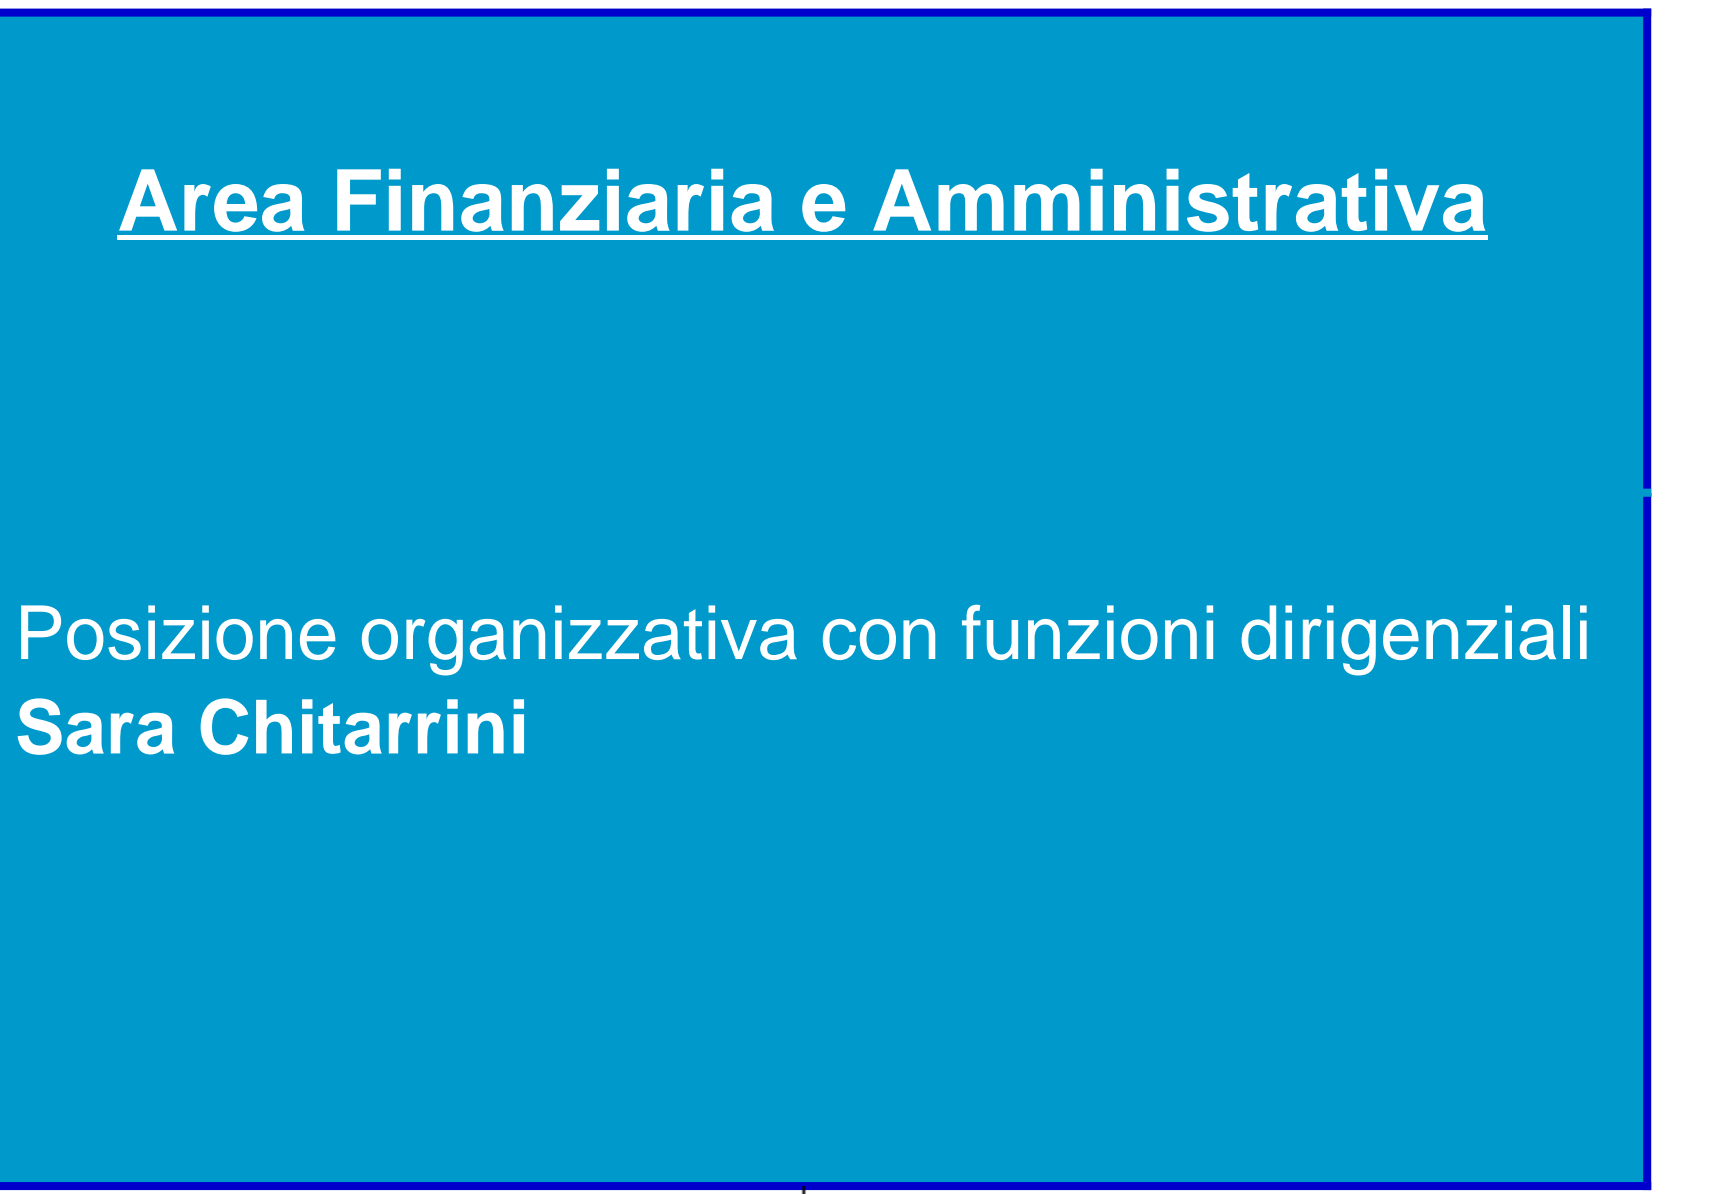 Area Finanziaria e Amministrativa
Posizione organizzativa con funzioni dirigenziali
Sara Chitarrini